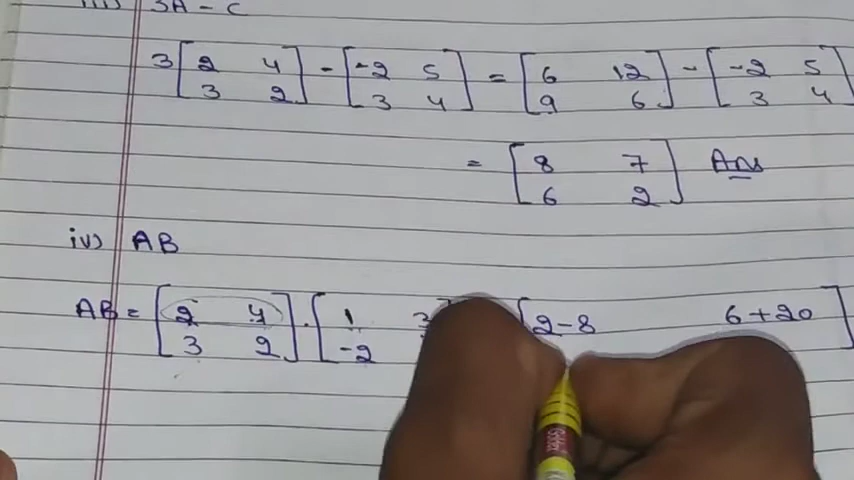 iii) 3A - C
3 [2 4] - [-2 5] = [6 12] - [-2 5]
[3 2] [3 4] [9 6] [3 4]
= [8 7] Ans
[6 2]
iv) AB
AB = [2 4] . [1 3 [2-8 6+20]
[3 2] [-2